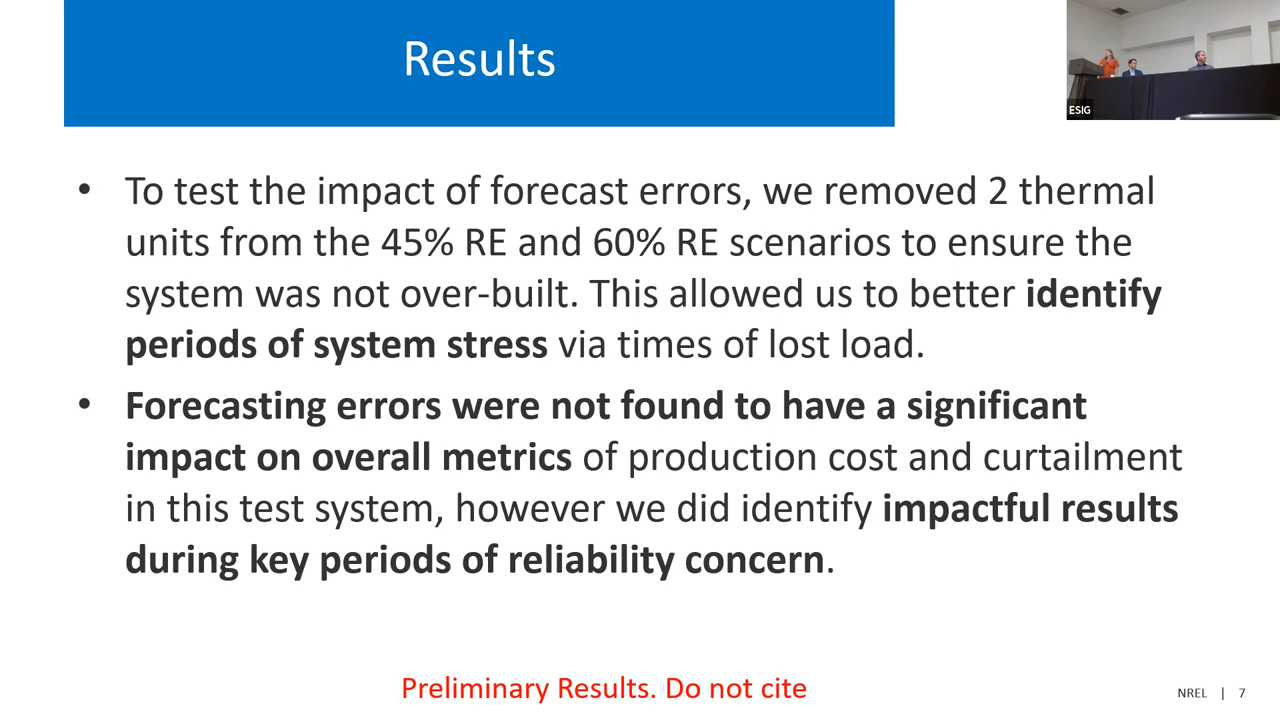 Results
ESIG
• To test the impact of forecast errors, we removed 2 thermal
units from the 45% RE and 60% RE scenarios to ensure the
system was not over-built. This allowed us to better identify
periods of system stress via times of lost load.
• Forecasting errors were not found to have a significant
impact on overall metrics of production cost and curtailment
in this test system, however we did identify impactful results
during key periods of reliability concern.
Preliminary Results. Do not cite
NREL | 7